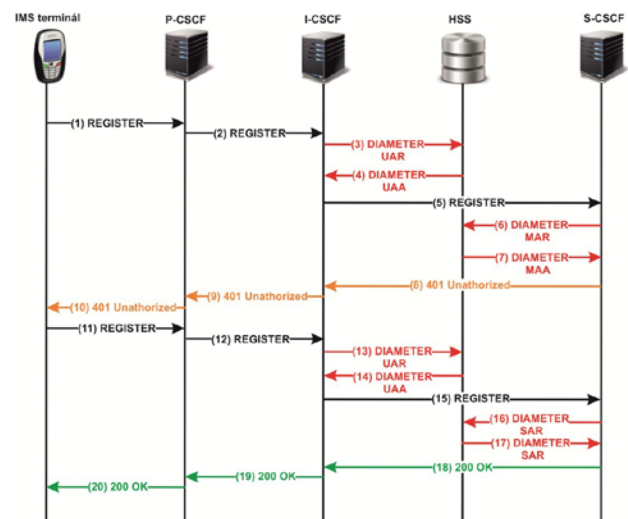 IMS terminál
P-CSCF
I-CSCF
HSS
S-CSCF
(1) REGISTER
(2) REGISTER
(3) DIAMETER
UAR
(4) DIAMETER
UAA
(5) REGISTER
(6) DIAMETER
MAR
(7) DIAMETER
MAA
(8) 401 Unathorized
(9) 401 Unathorized
(10) 401 Unathorized
(11) REGISTER
(12) REGISTER
(13) DIAMETER
UAR
(14) DIAMETER
UAA
(15) REGISTER
(16) DIAMETER
SAR
(17) DIAMETER
SAR
(18) 200 OK
(19) 200 OK
(20) 200 OK